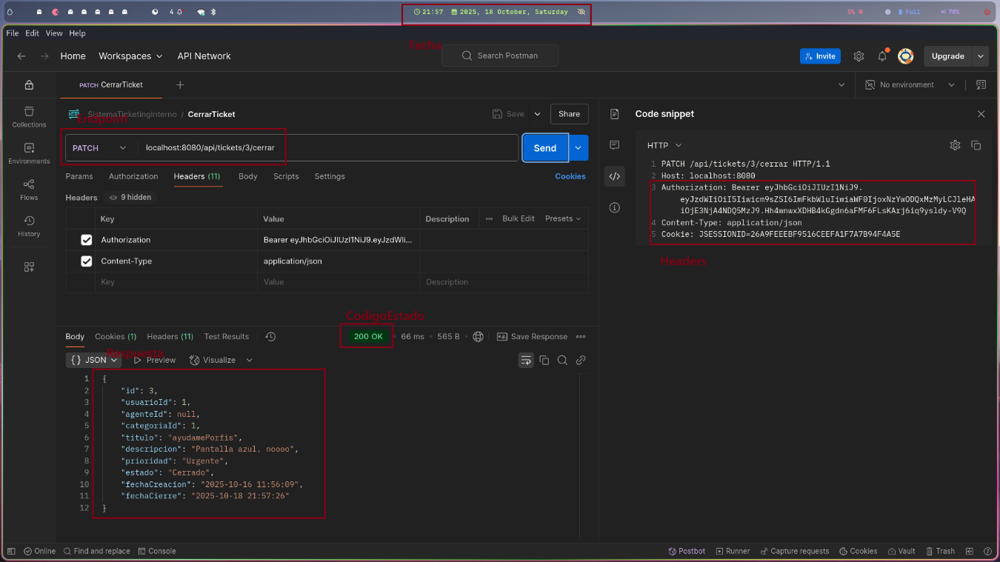 4
21:57 2025, 18 October, Saturday
5%
Full
70%
File Edit View Help
Fecha
Home Workspaces API Network
Search Postman
Invite
Upgrade
PATCH CerrarTicket
No environment
Collections
Environments
Flows
History
SistemaTicketingInterno / CerrarTicket
Save
Share
Endpoint
PATCH
localhost:8080/api/tickets/3/cerrar
Send
Params Authorization Headers (11) Body Scripts Settings
Cookies
Headers 9 hidden
Key Value Description Bulk Edit Presets
Authorization Bearer eyJhbGciOiJIUzI1NiJ9.eyJzdWIi...
Content-Type application/json
Key Value Description
CodigoEstado
Body Cookies (1) Headers (11) Test Results
200 OK • 66 ms • 565 B
Save Response
Respuesta
{} JSON Preview Visualize
1 {
2 "id": 3,
3 "usuarioId": 1,
4 "agenteId": null,
5 "categoriaId": 1,
6 "titulo": "ayudamePorfis",
7 "descripcion": "Pantalla azul, noooo",
8 "prioridad": "Urgente",
9 "estado": "Cerrado",
10 "fechaCreacion": "2025-10-16 11:56:09",
11 "fechaCierre": "2025-10-18 21:57:26"
12 }
Code snippet
HTTP
1 PATCH /api/tickets/3/cerrar HTTP/1.1
2 Host: localhost:8080
3 Authorization: Bearer eyJhbGciOiJIUzI1NiJ9.
eyJzdWIiOiI5Iiwicm9sZSI6ImFkbWluIiwiaWF0IjoxNzYwODQxMzMyLCJleHA
iOjE3NjA4NDQ5MzJ9.Hh4wnwxXDHB4kGgdn6aFMF6FLsKArj6iq9ysldy-V9Q
4 Content-Type: application/json
5 Cookie: JSESSIONID=26A9FEEEBF9516CEEFA1F7A7B94F4A5E
Headers
Online Find and replace Console
Postbot Runner Capture requests Cookies Vault Trash